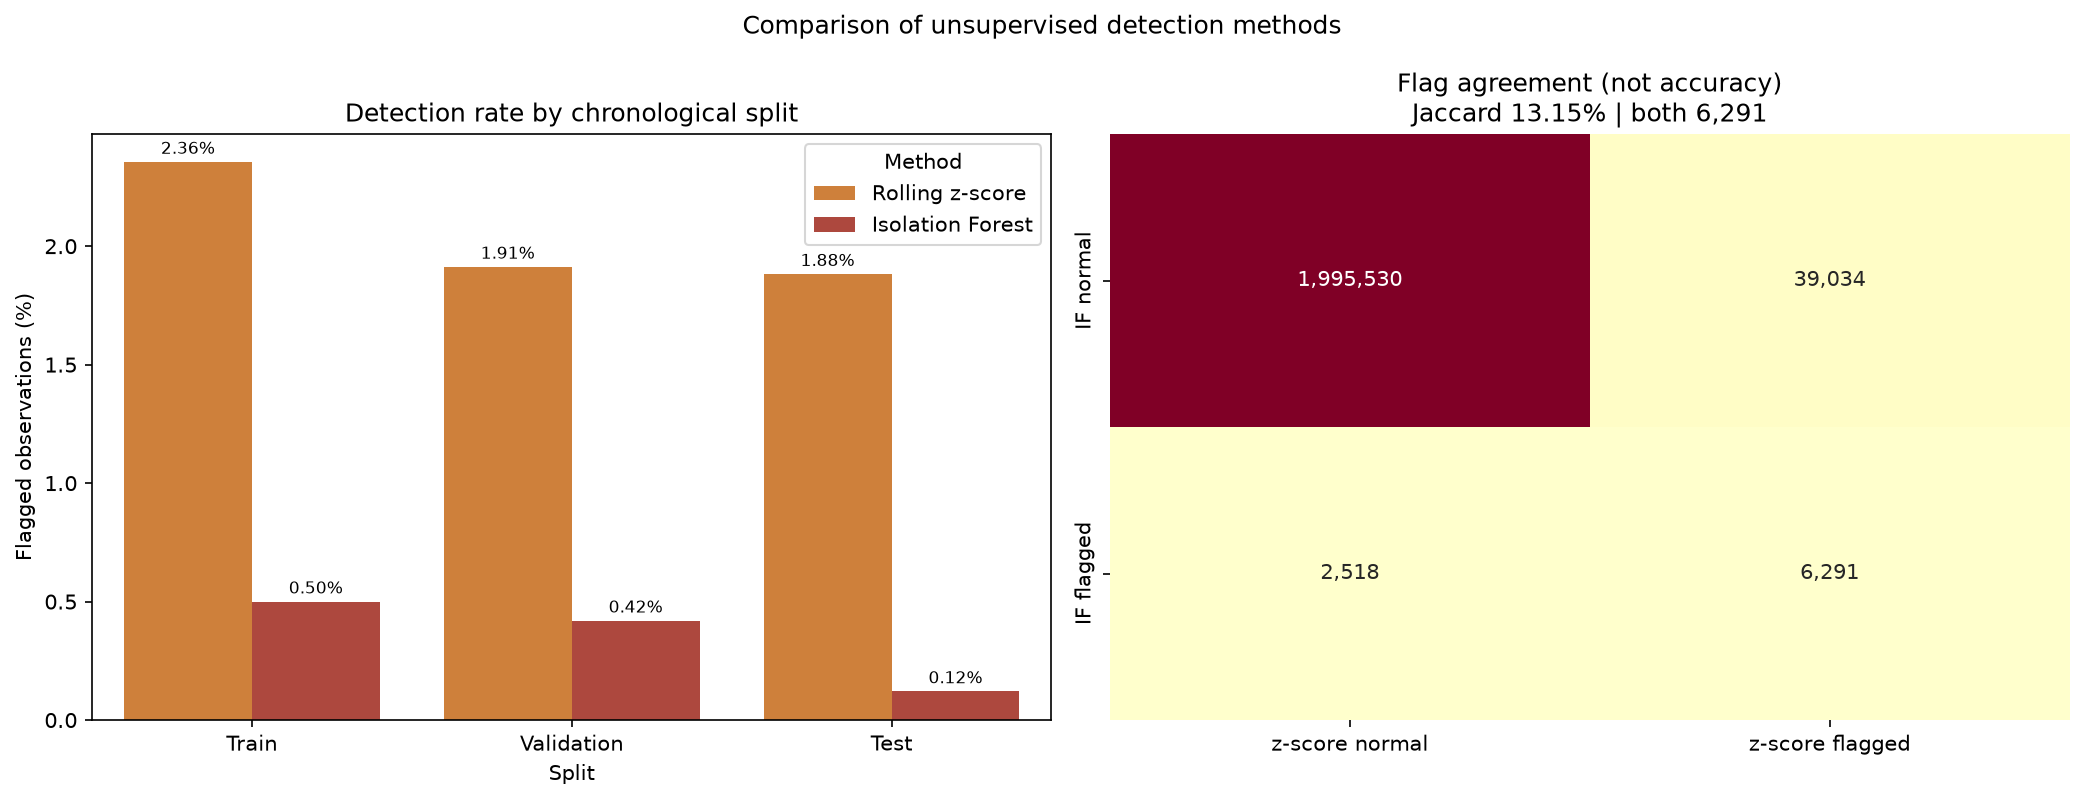 Comparison of unsupervised detection methods
Detection rate by chronological split
2.36%
1.91%
1.88%
0.50%
0.42%
0.12%
Method
Rolling z-score
Isolation Forest
Flagged observations (%)
2.0
1.5
1.0
0.5
0.0
Train
Validation
Test
Split
Flag agreement (not accuracy)
Jaccard 13.15% | both 6,291
IF normal
1,995,530
39,034
IF flagged
2,518
6,291
z-score normal
z-score flagged